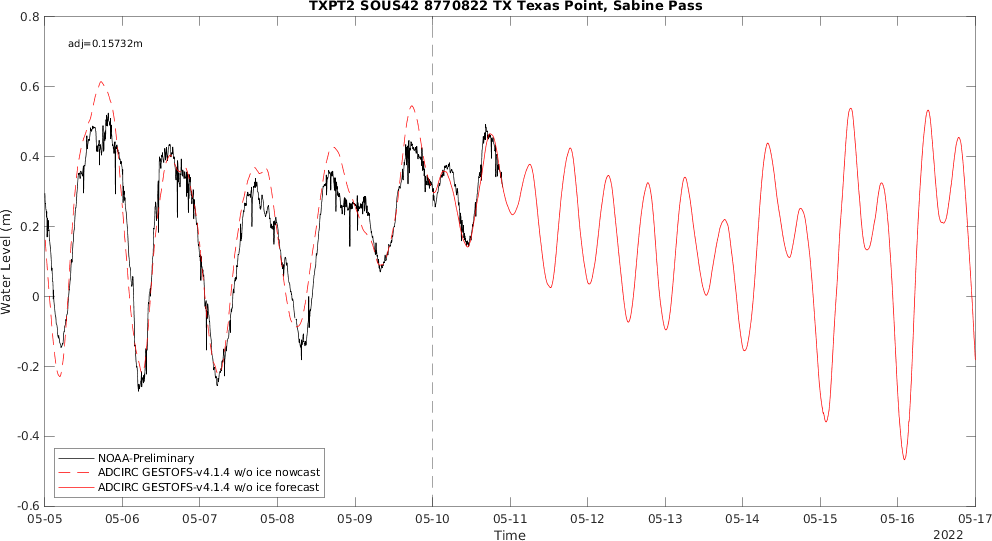 TXPT2 SOUS42 8770822 TX Texas Point, Sabine Pass
adj=0.15732m
0.8
0.6
0.4
0.2
0
-0.2
-0.4
-0.6
Water Level (m)
NOAA-Preliminary
ADCIRC GESTOFS-v4.1.4 w/o ice nowcast
ADCIRC GESTOFS-v4.1.4 w/o ice forecast
05-05 05-06 05-07 05-08 05-09 05-10 05-11 05-12 05-13 05-14 05-15 05-16 05-17
Time
2022